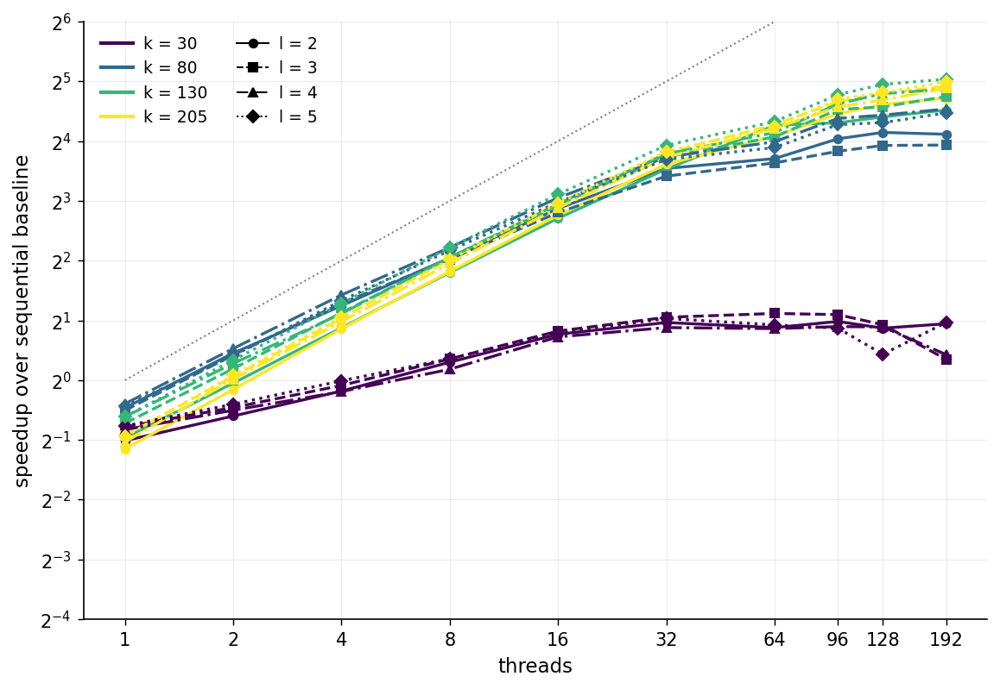 2^6
2^5
2^4
2^3
2^2
2^1
2^0
2^-1
2^-2
2^-3
2^-4
speedup over sequential baseline
k = 30
k = 80
k = 130
k = 205
l = 2
l = 3
l = 4
l = 5
1 2 4 8 16 32 64 96 128 192
threads